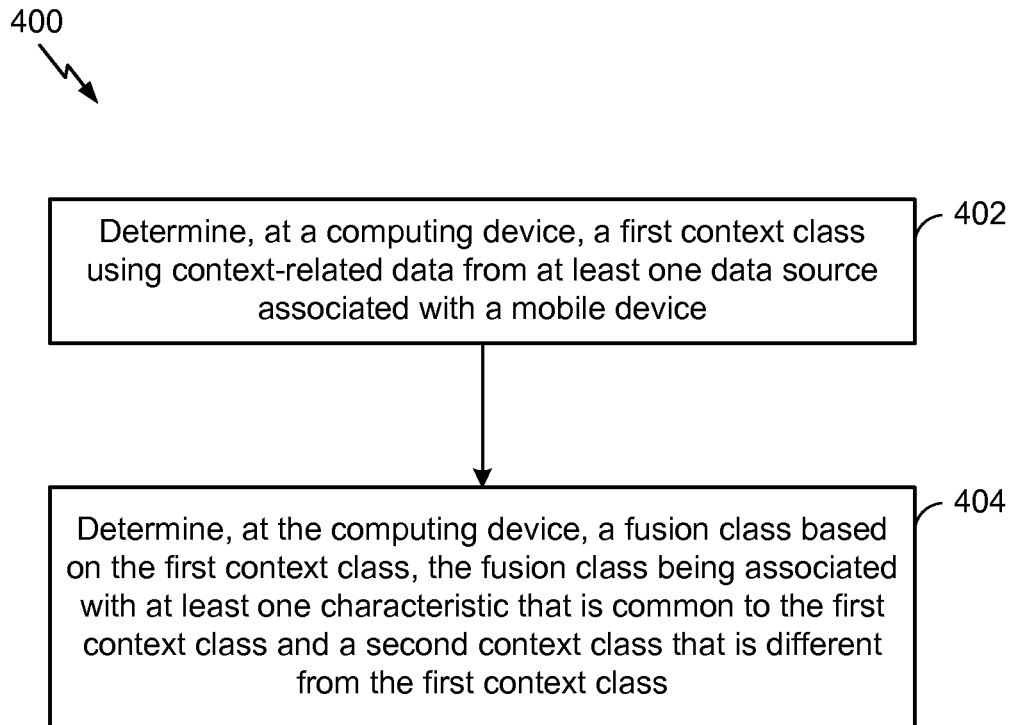 400
402
Determine, at a computing device, a first context class
using context-related data from at least one data source
associated with a mobile device
404
Determine, at the computing device, a fusion class based
on the first context class, the fusion class being associated
with at least one characteristic that is common to the first
context class and a second context class that is different
from the first context class